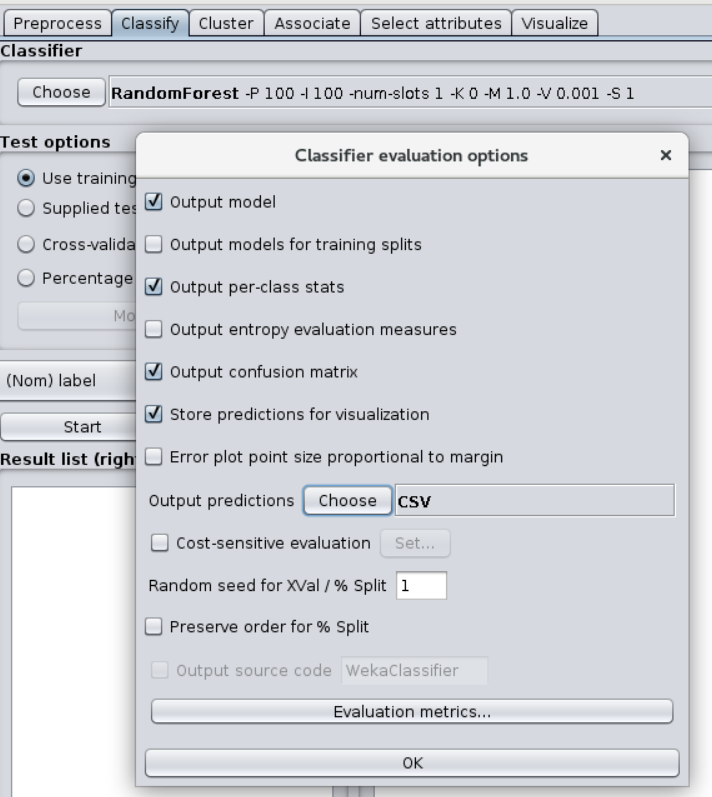 Preprocess Classify Cluster Associate Select attributes Visualize
Classifier
Choose RandomForest -P 100 -I 100 -num-slots 1 -K 0 -M 1.0 -V 0.001 -S 1
Test options
Use training
Supplied tes
Cross-valida
Percentage
Mo
(Nom) label
Start
Result list (righ
Classifier evaluation options ×
Output model
Output models for training splits
Output per-class stats
Output entropy evaluation measures
Output confusion matrix
Store predictions for visualization
Error plot point size proportional to margin
Output predictions Choose CSV
Cost-sensitive evaluation Set...
Random seed for XVal / % Split 1
Preserve order for % Split
Output source code WekaClassifier
Evaluation metrics...
OK